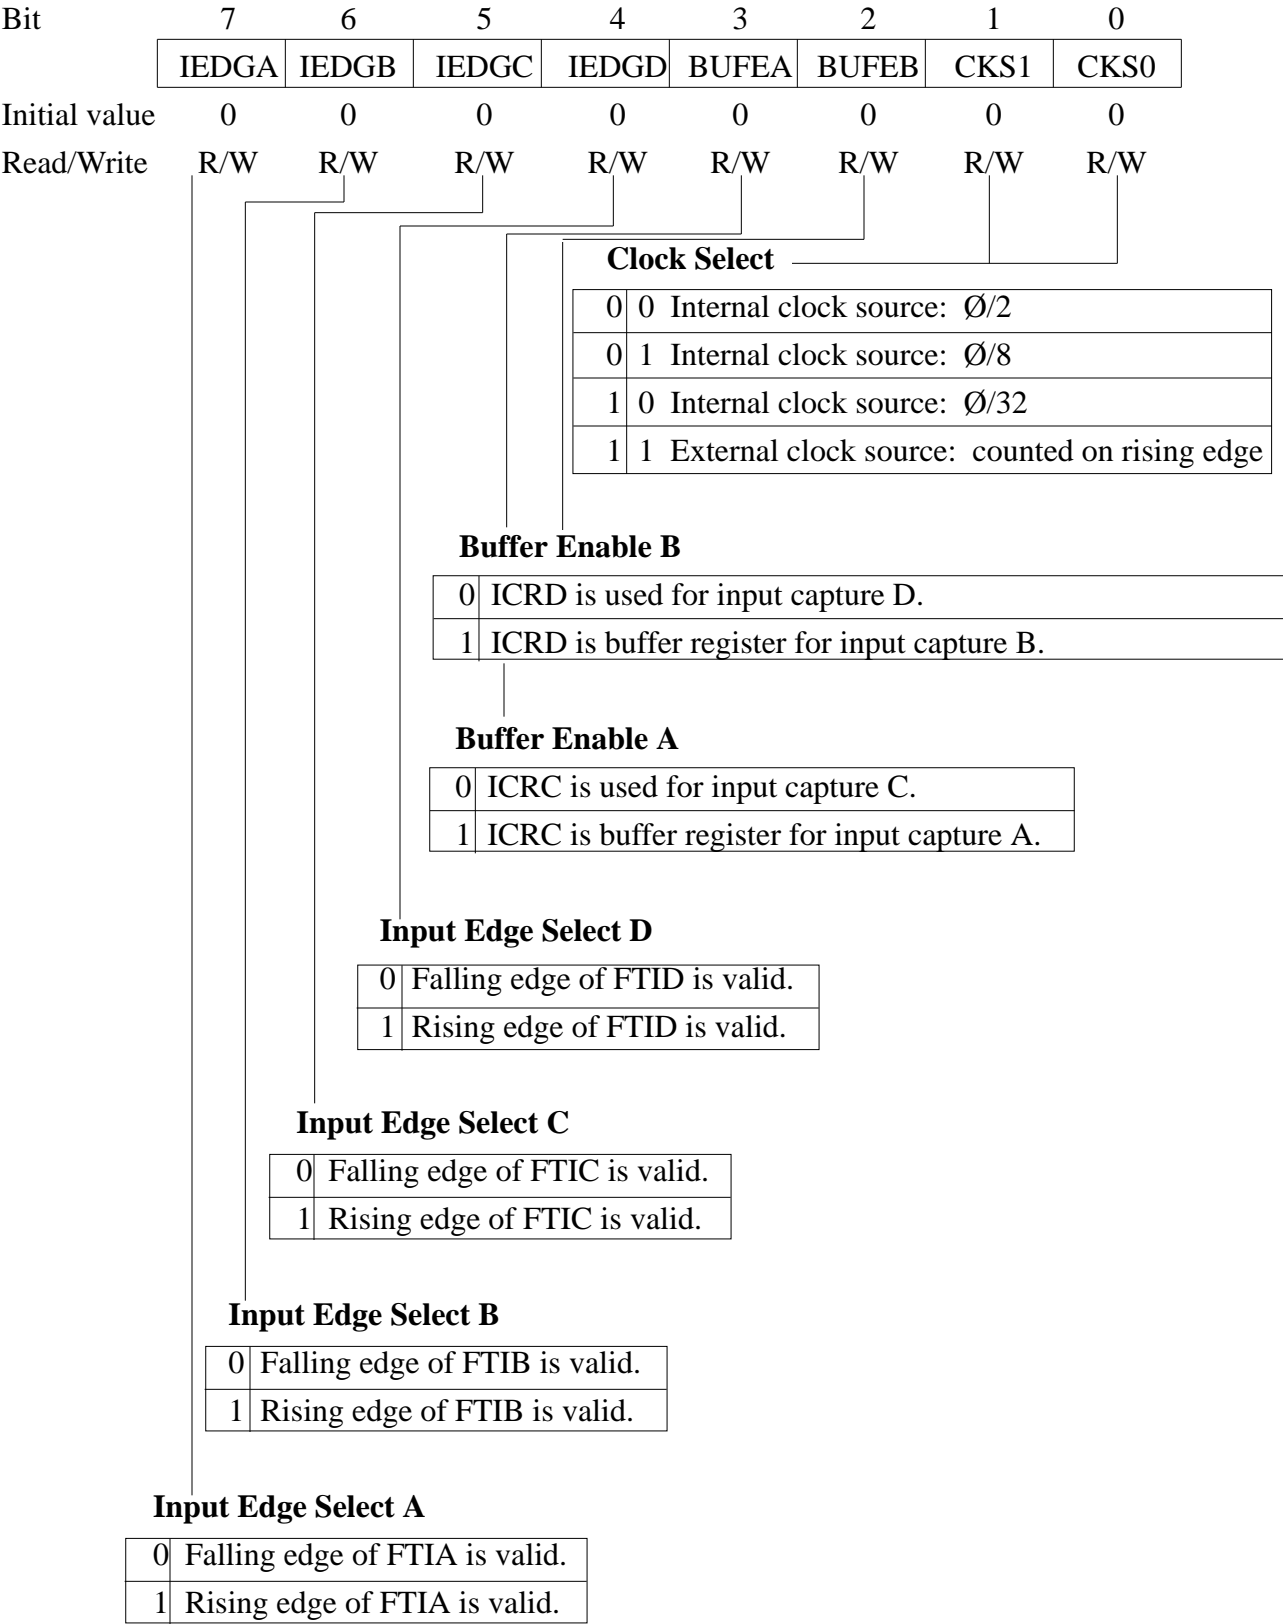 Bit 7 6 5 4 3 2 1 0
IEDGA IEDGB IEDGC IEDGD BUFEA BUFEB CKS1 CKS0
Initial value 0 0 0 0 0 0 0 0
Read/Write R/W R/W R/W R/W R/W R/W R/W R/W
Clock Select
0 0 Internal clock source: Ø/2
0 1 Internal clock source: Ø/8
1 0 Internal clock source: Ø/32
1 1 External clock source: counted on rising edge
Buffer Enable B
0 ICRD is used for input capture D.
1 ICRD is buffer register for input capture B.
Buffer Enable A
0 ICRC is used for input capture C.
1 ICRC is buffer register for input capture A.
Input Edge Select D
0 Falling edge of FTID is valid.
1 Rising edge of FTID is valid.
Input Edge Select C
0 Falling edge of FTIC is valid.
1 Rising edge of FTIC is valid.
Input Edge Select B
0 Falling edge of FTIB is valid.
1 Rising edge of FTIB is valid.
Input Edge Select A
0 Falling edge of FTIA is valid.
1 Rising edge of FTIA is valid.